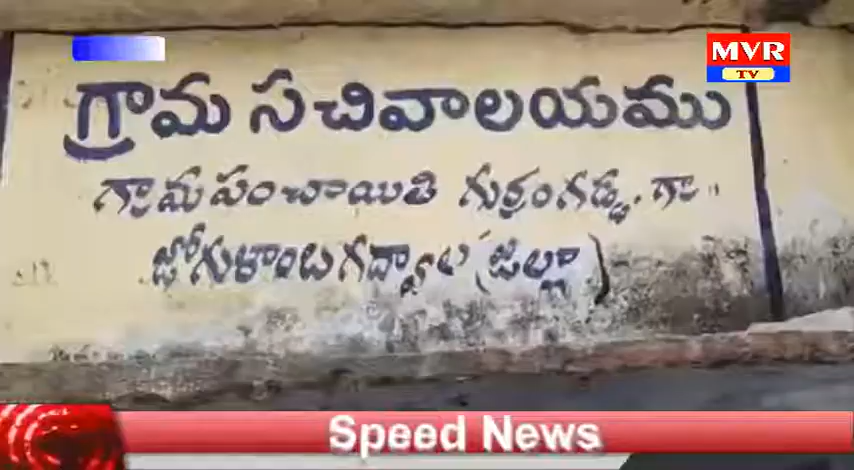 MVR
TV
గ్రామ సచివాలయము
గ్రామ పంచాయితి గుర్రంగడ్డ. గ్రా..
జోగుళాంబ గద్వాల (జిల్లా)
Speed News